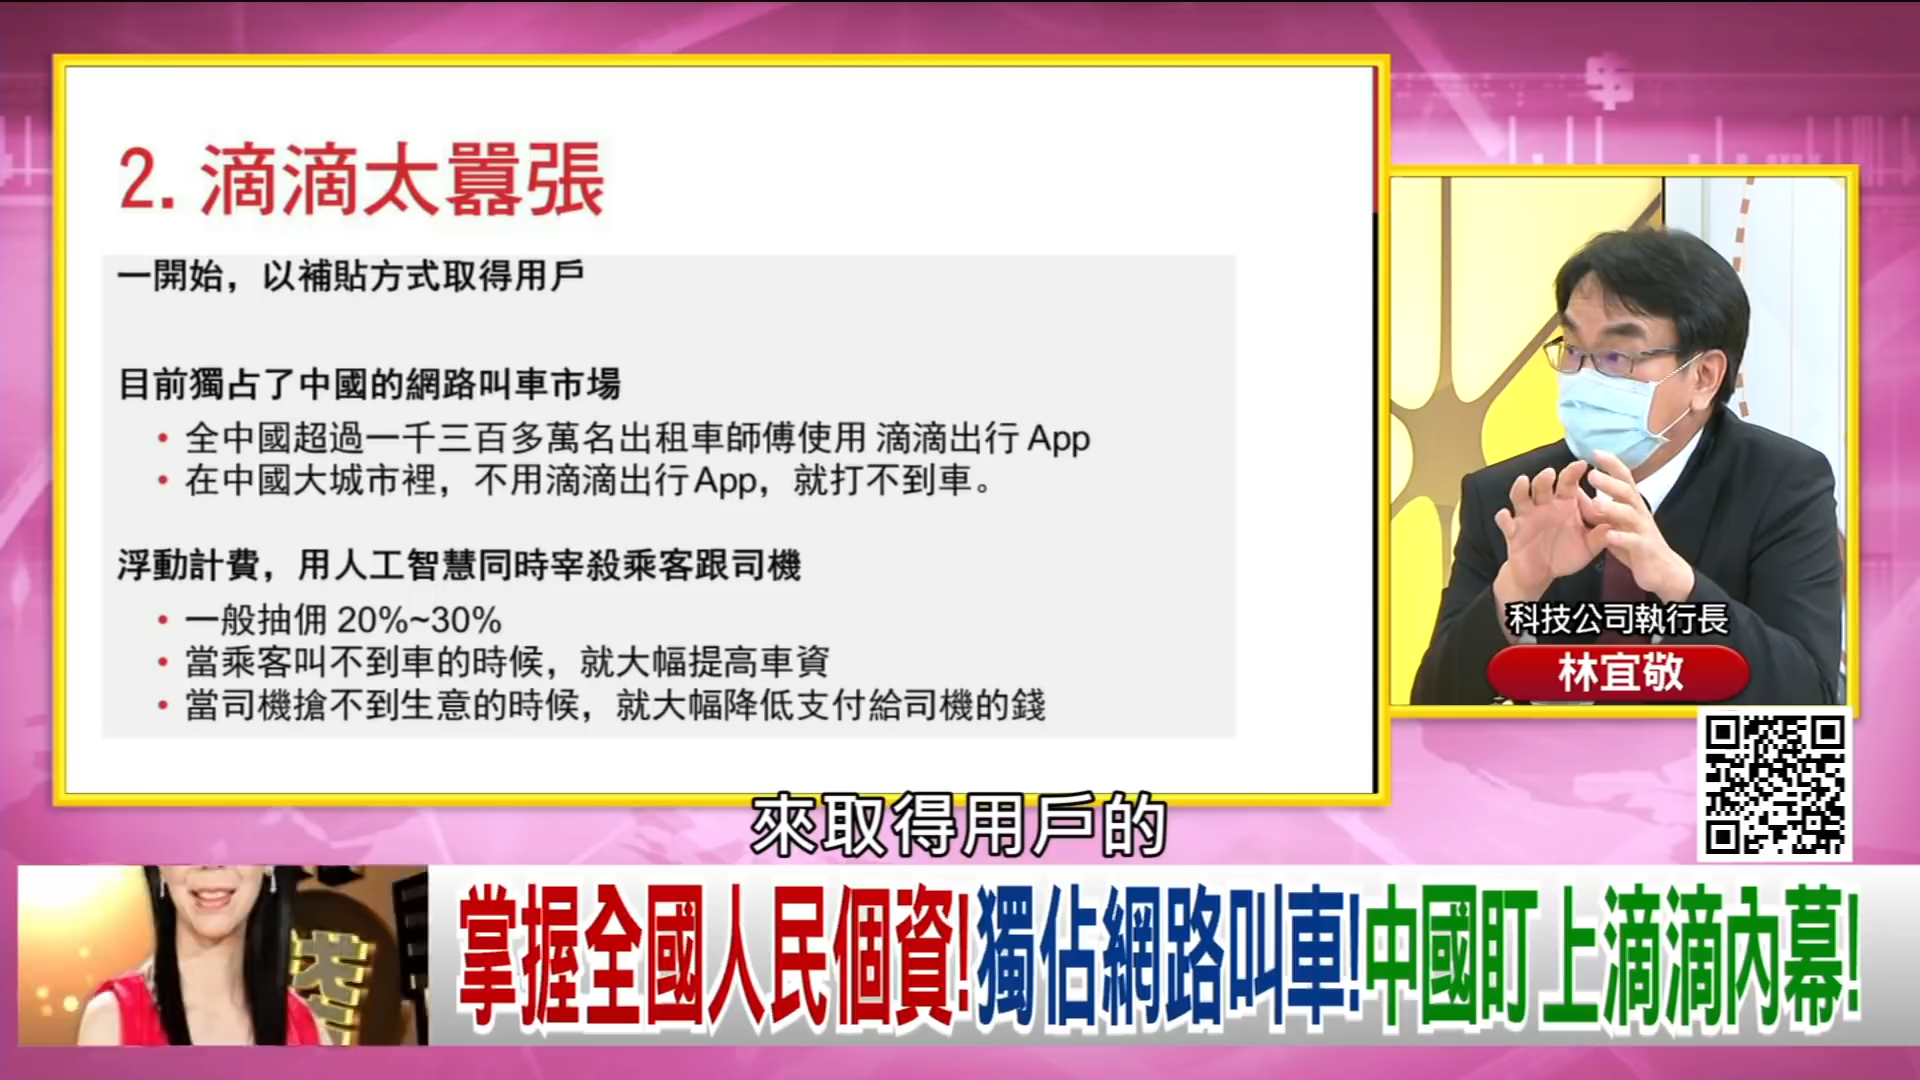 2. 滴滴太囂張
一開始，以補貼方式取得用戶
目前獨占了中國的網路叫車市場
• 全中國超過一千三百多萬名出租車師傅使用 滴滴出行 App
• 在中國大城市裡，不用滴滴出行App，就打不到車。
浮動計費，用人工智慧同時宰殺乘客跟司機
• 一般抽佣 20%~30%
• 當乘客叫不到車的時候，就大幅提高車資
• 當司機搶不到生意的時候，就大幅降低支付給司機的錢
科技公司執行長
林宜敬
來取得用戶的
掌握全國人民個資!獨佔網路叫車!中國盯上滴滴內幕!